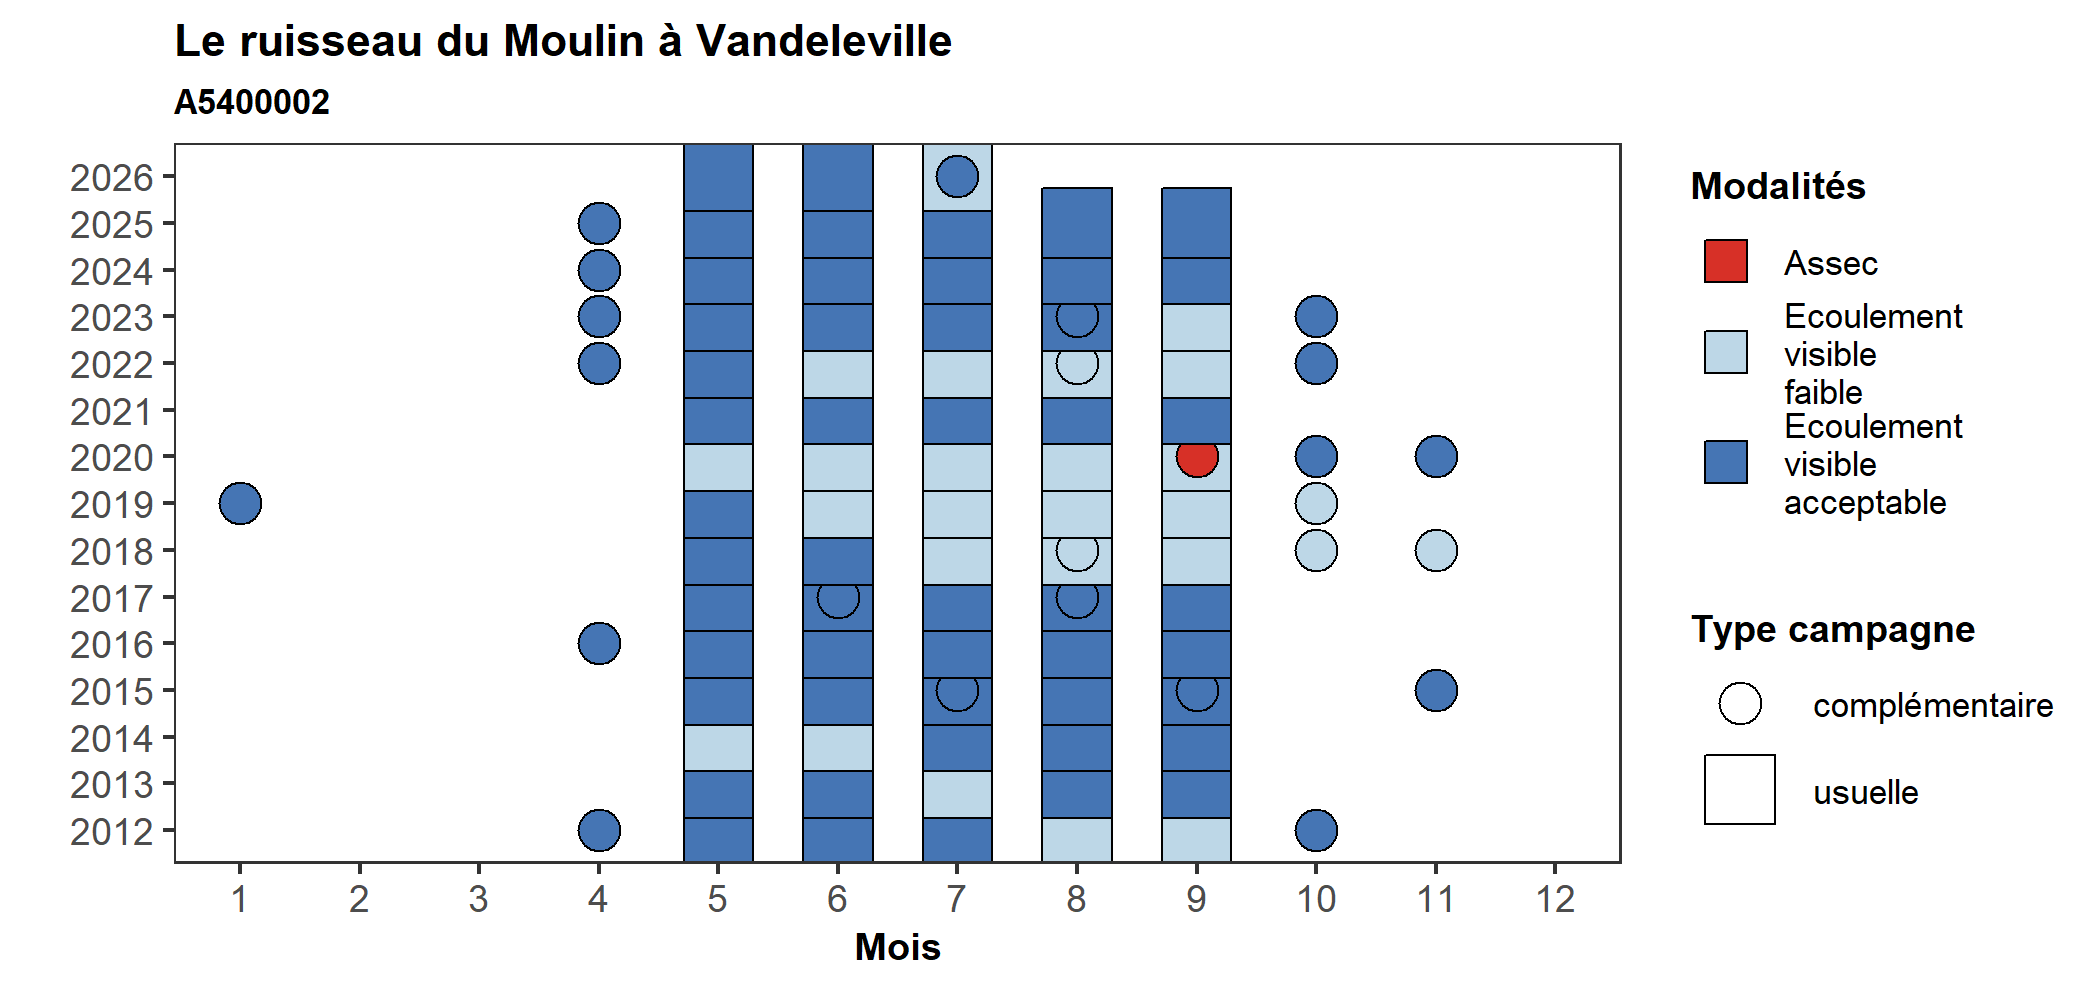 Le ruisseau du Moulin à Vandeleville
A5400002
2026
2025
2024
2023
2022
2021
2020
2019
2018
2017
2016
2015
2014
2013
2012
1 2 3 4 5 6 7 8 9 10 11 12
Mois
Modalités
Assec
Ecoulement
visible
faible
Ecoulement
visible
acceptable
Type campagne
complémentaire
usuelle